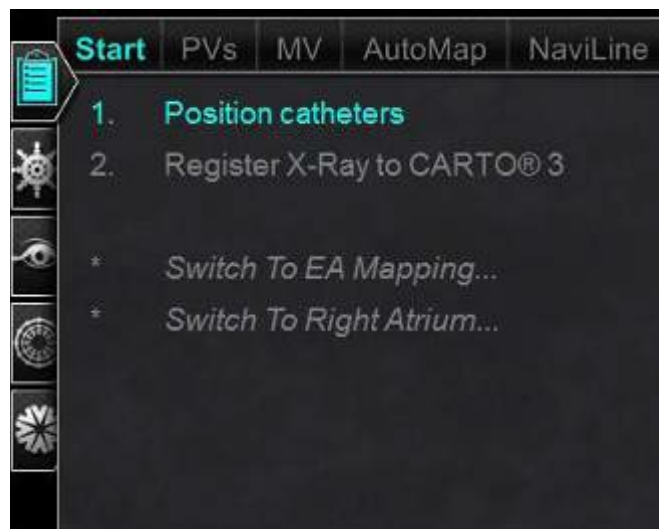 Start PVs MV AutoMap NaviLine
1. Position catheters
2. Register X-Ray to CARTO® 3
* Switch To EA Mapping...
* Switch To Right Atrium...